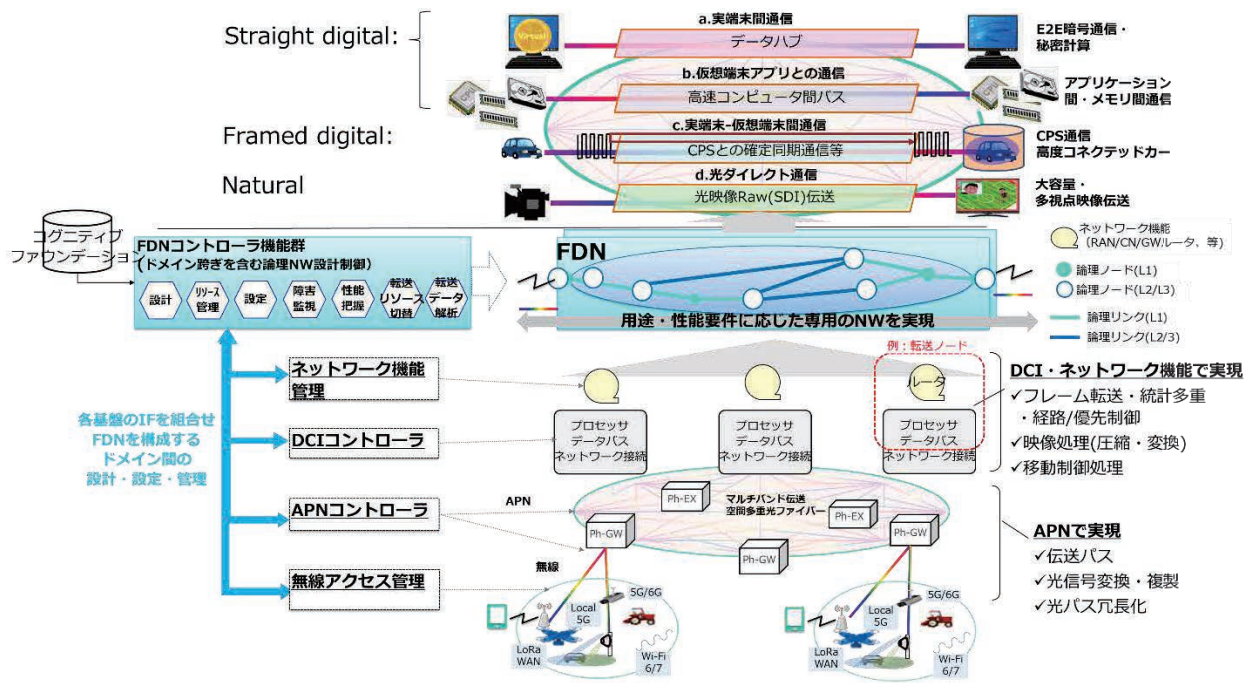 Straight digital:
Virtual
a.実端末間通信
データハブ
E2E暗号通信・
秘密計算
b.仮想端末アプリとの通信
高速コンピュータ間バス
アプリケーション
間・メモリ間通信
Framed digital:
c.実端末-仮想端末間通信
CPSとの確定同期通信等
CPS通信
高度コネクテッドカー
Natural
d.光ダイレクト通信
光映像Raw(SDI)伝送
大容量・
多視点映像伝送
コグニティブ
ファウンデーション
FDNコントローラ機能群
(ドメイン跨ぎを含む論理NW設計制御)
設計
リソース
管理
設定
障害
監視
性能
把握
転送
リソース
切替
転送
データ
解析
FDN
用途・性能要件に応じた専用のNWを実現
ネットワーク機能
(RAN/CN/GW/ルータ、等)
論理ノード(L1)
論理ノード(L2/L3)
論理リンク(L1)
論理リンク(L2/3)
例：転送ノード
各基盤のIFを組合せ
FDNを構成する
ドメイン間の
設計・設定・管理
ネットワーク機能
管理
DCIコントローラ
APNコントローラ
無線アクセス管理
ルータ
プロセッサ
データバス
ネットワーク接続
プロセッサ
データバス
ネットワーク接続
プロセッサ
データバス
ネットワーク接続
DCI・ネットワーク機能で実現
✓フレーム転送・統計多重
・経路/優先制御
✓映像処理(圧縮・変換)
✓移動制御処理
APN
Ph-EX
マルチバンド伝送
空間多重光ファイバー
Ph-EX
Ph-GW
Ph-GW
Ph-GW
APNで実現
✓伝送パス
✓光信号変換・複製
✓光パス冗長化
無線
5G/6G
Local
5G
LoRa
WAN
Wi-Fi
6/7
5G/6G
Local
5G
LoRa
WAN
Wi-Fi
6/7